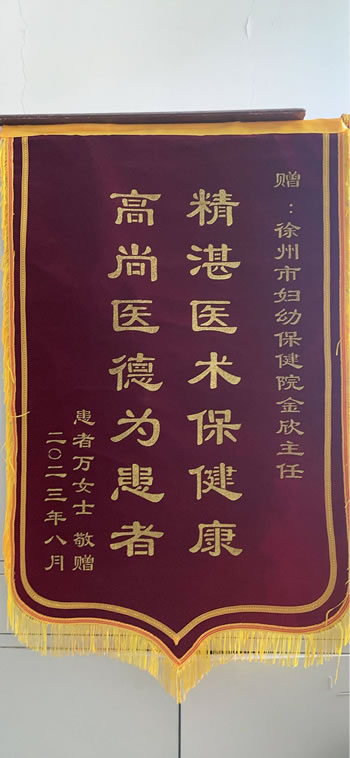 赠：徐州市妇幼保健院金欣主任
精湛医术保健康
高尚医德为患者
患者万女士 敬赠
二〇二三年八月